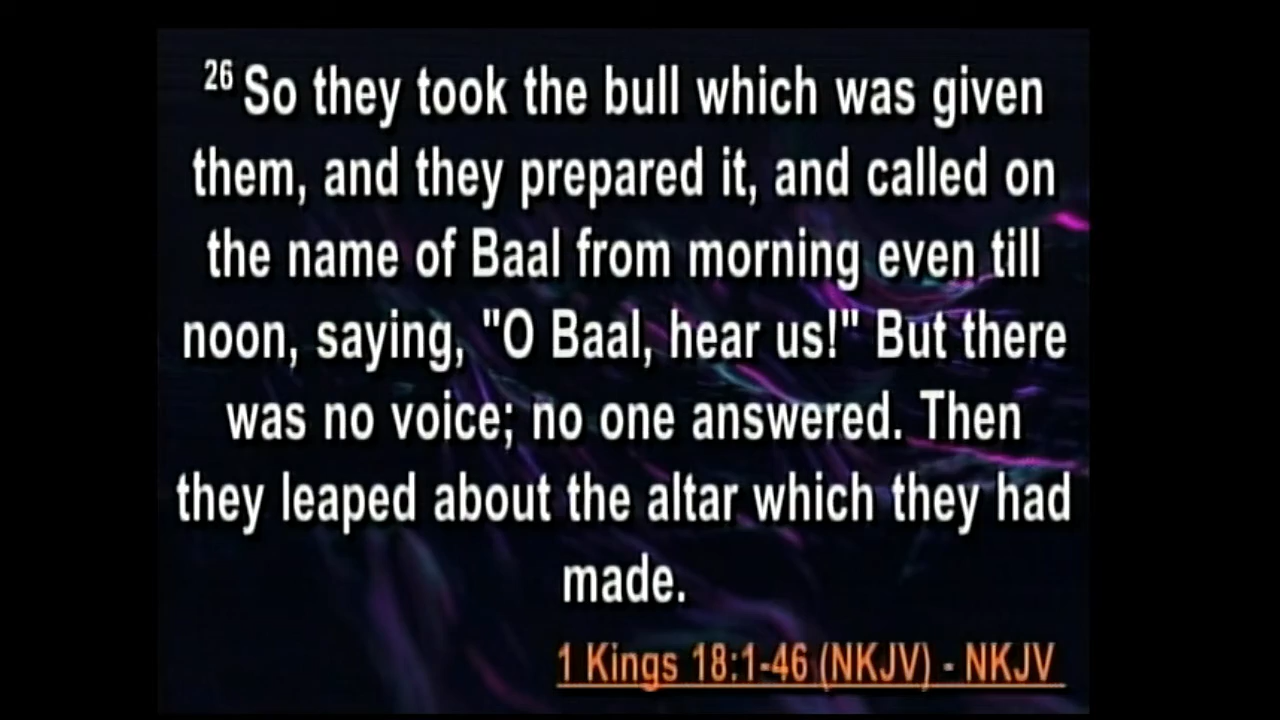 26 So they took the bull which was given
them, and they prepared it, and called on
the name of Baal from morning even till
noon, saying, "O Baal, hear us!" But there
was no voice; no one answered. Then
they leaped about the altar which they had
made.
1 Kings 18:1-46 (NKJV) - NKJV